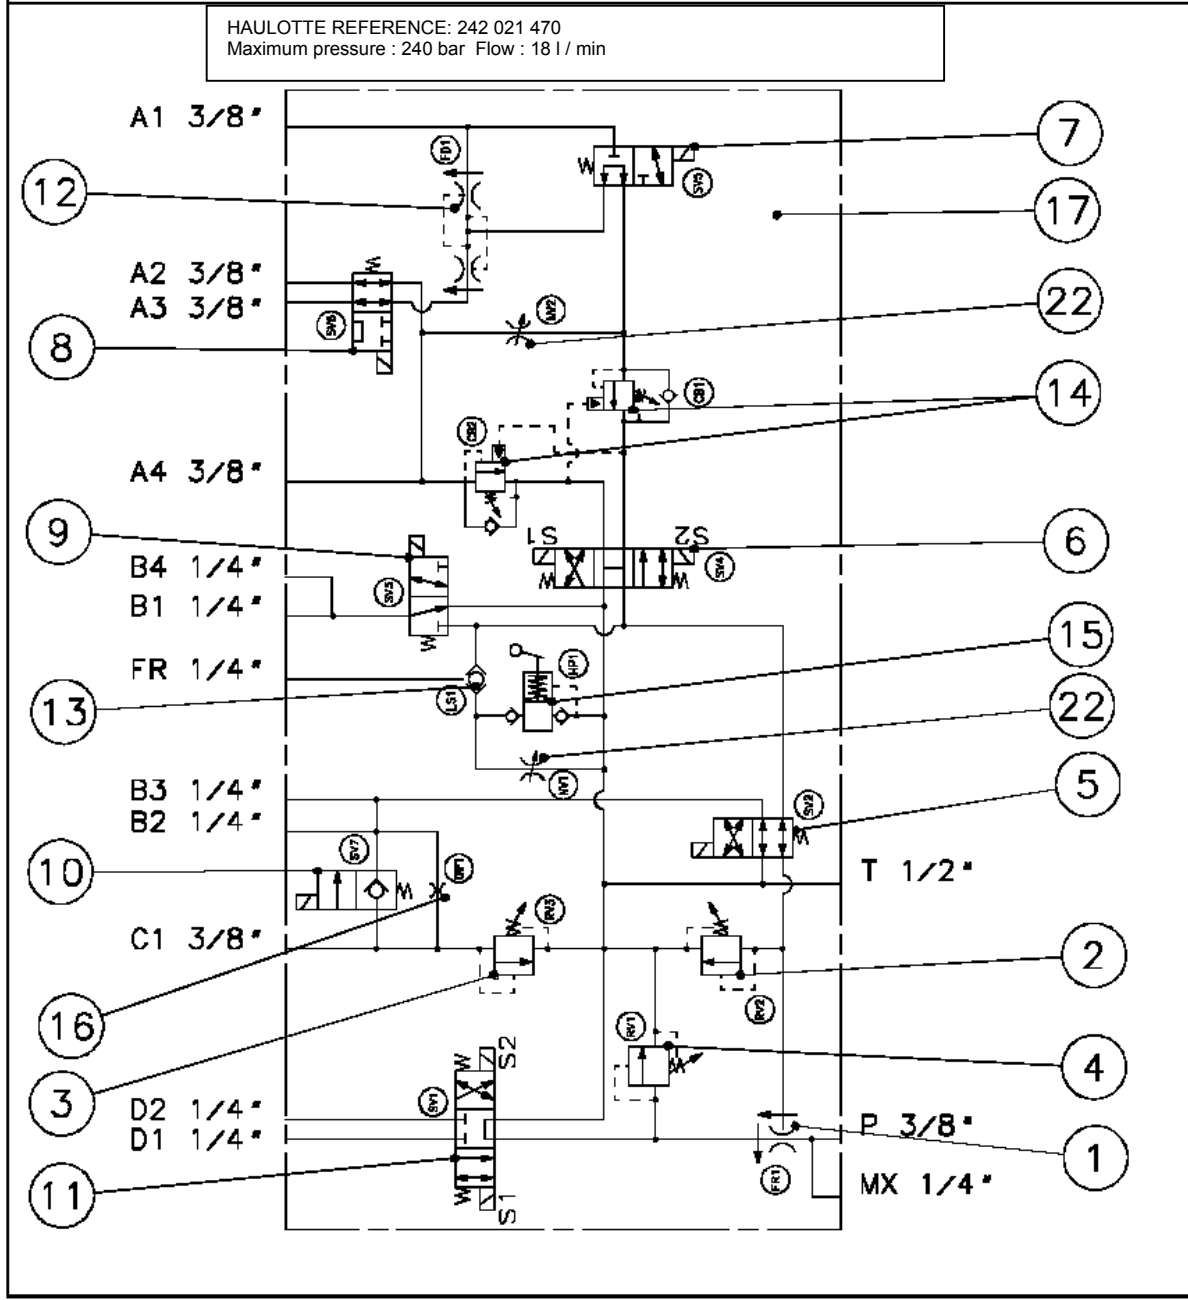 HAULOTTE REFERENCE: 242 021 470
Maximum pressure : 240 bar Flow : 18 l / min
A1 3/8"
FD1
7
SV5
12
17
A2 3/8"
A3 3/8"
SV6
NV2
22
8
14
CB1
CB2
A4 3/8"
9
S1
S2
6
SV4
B4 1/4"
B1 1/4"
SV3
15
FR 1/4"
HP1
13
LS1
22
NV1
B3 1/4"
B2 1/4"
SV2
5
SV7
10
T 1/2"
RV3
C1 3/8"
2
16
RV2
RV1
S2
4
3
SV1
D2 1/4"
D1 1/4"
P 3/8"
1
11
FR1
MX 1/4"
S1